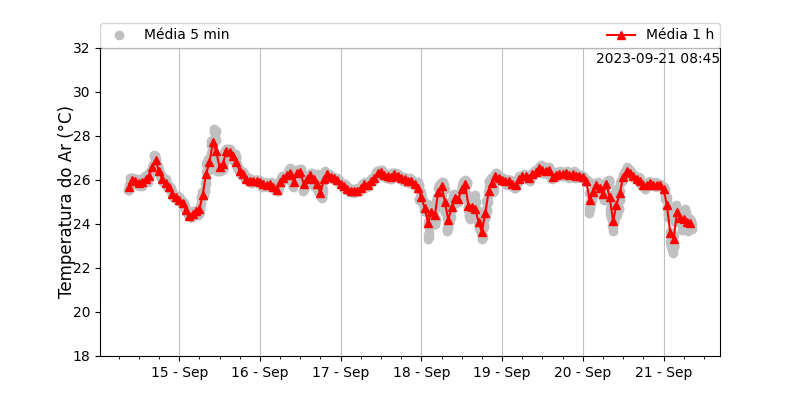 Média 5 min
Média 1 h
2023-09-21 08:45
Temperatura do Ar (°C)
32
30
28
26
24
22
20
18
15 - Sep
16 - Sep
17 - Sep
18 - Sep
19 - Sep
20 - Sep
21 - Sep